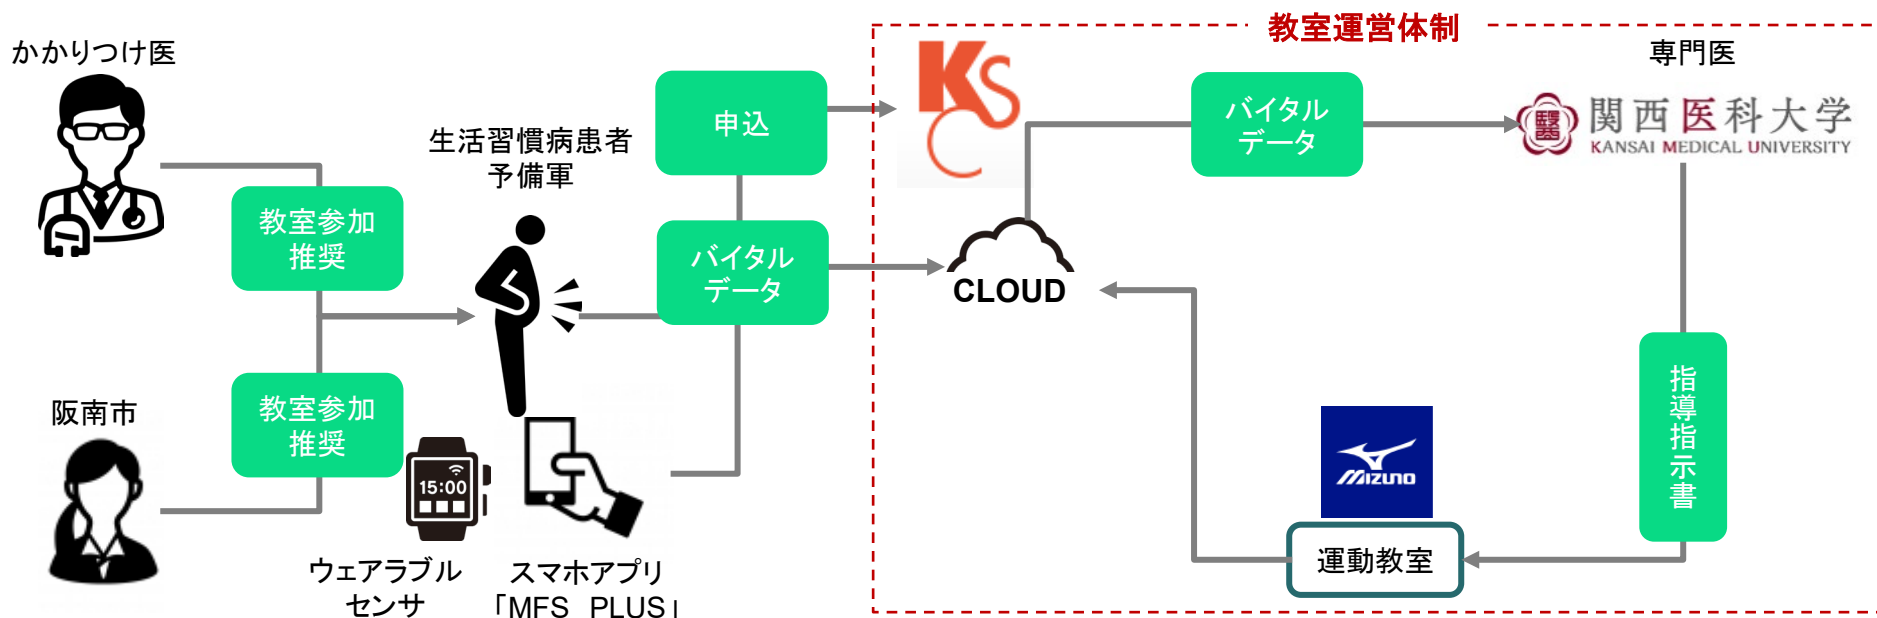 教室運営体制
かかりつけ医
専門医
KSC
申込
バイタル
データ
関西医科大学
KANSAI MEDICAL UNIVERSITY
生活習慣病患者
予備軍
教室参加
推奨
バイタル
データ
CLOUD
教室参加
推奨
阪南市
15:00
指導指示書
MIZUNO
運動教室
ウェアラブル
センサ
スマホアプリ
「MFS PLUS」